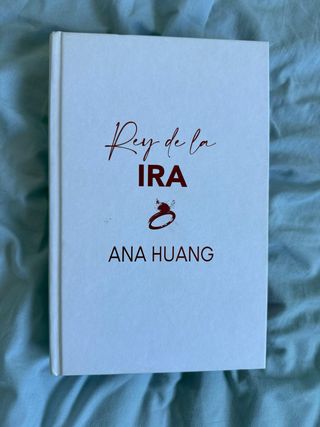 Rey de la
IRA
ANA HUANG